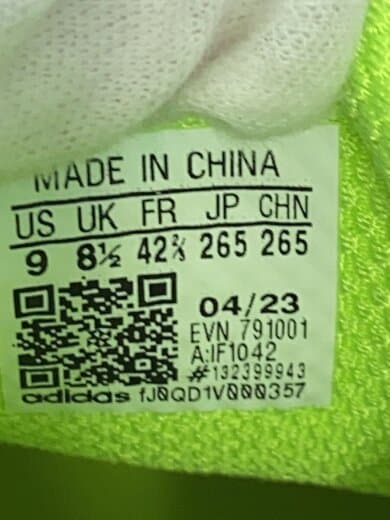 MADE IN CHINA
US UK FR JP CHN
9 8½ 42⅔ 265 265
04/23
EVN 791001
A:IF1042
#132399943
adidas fJ0QD1V000357